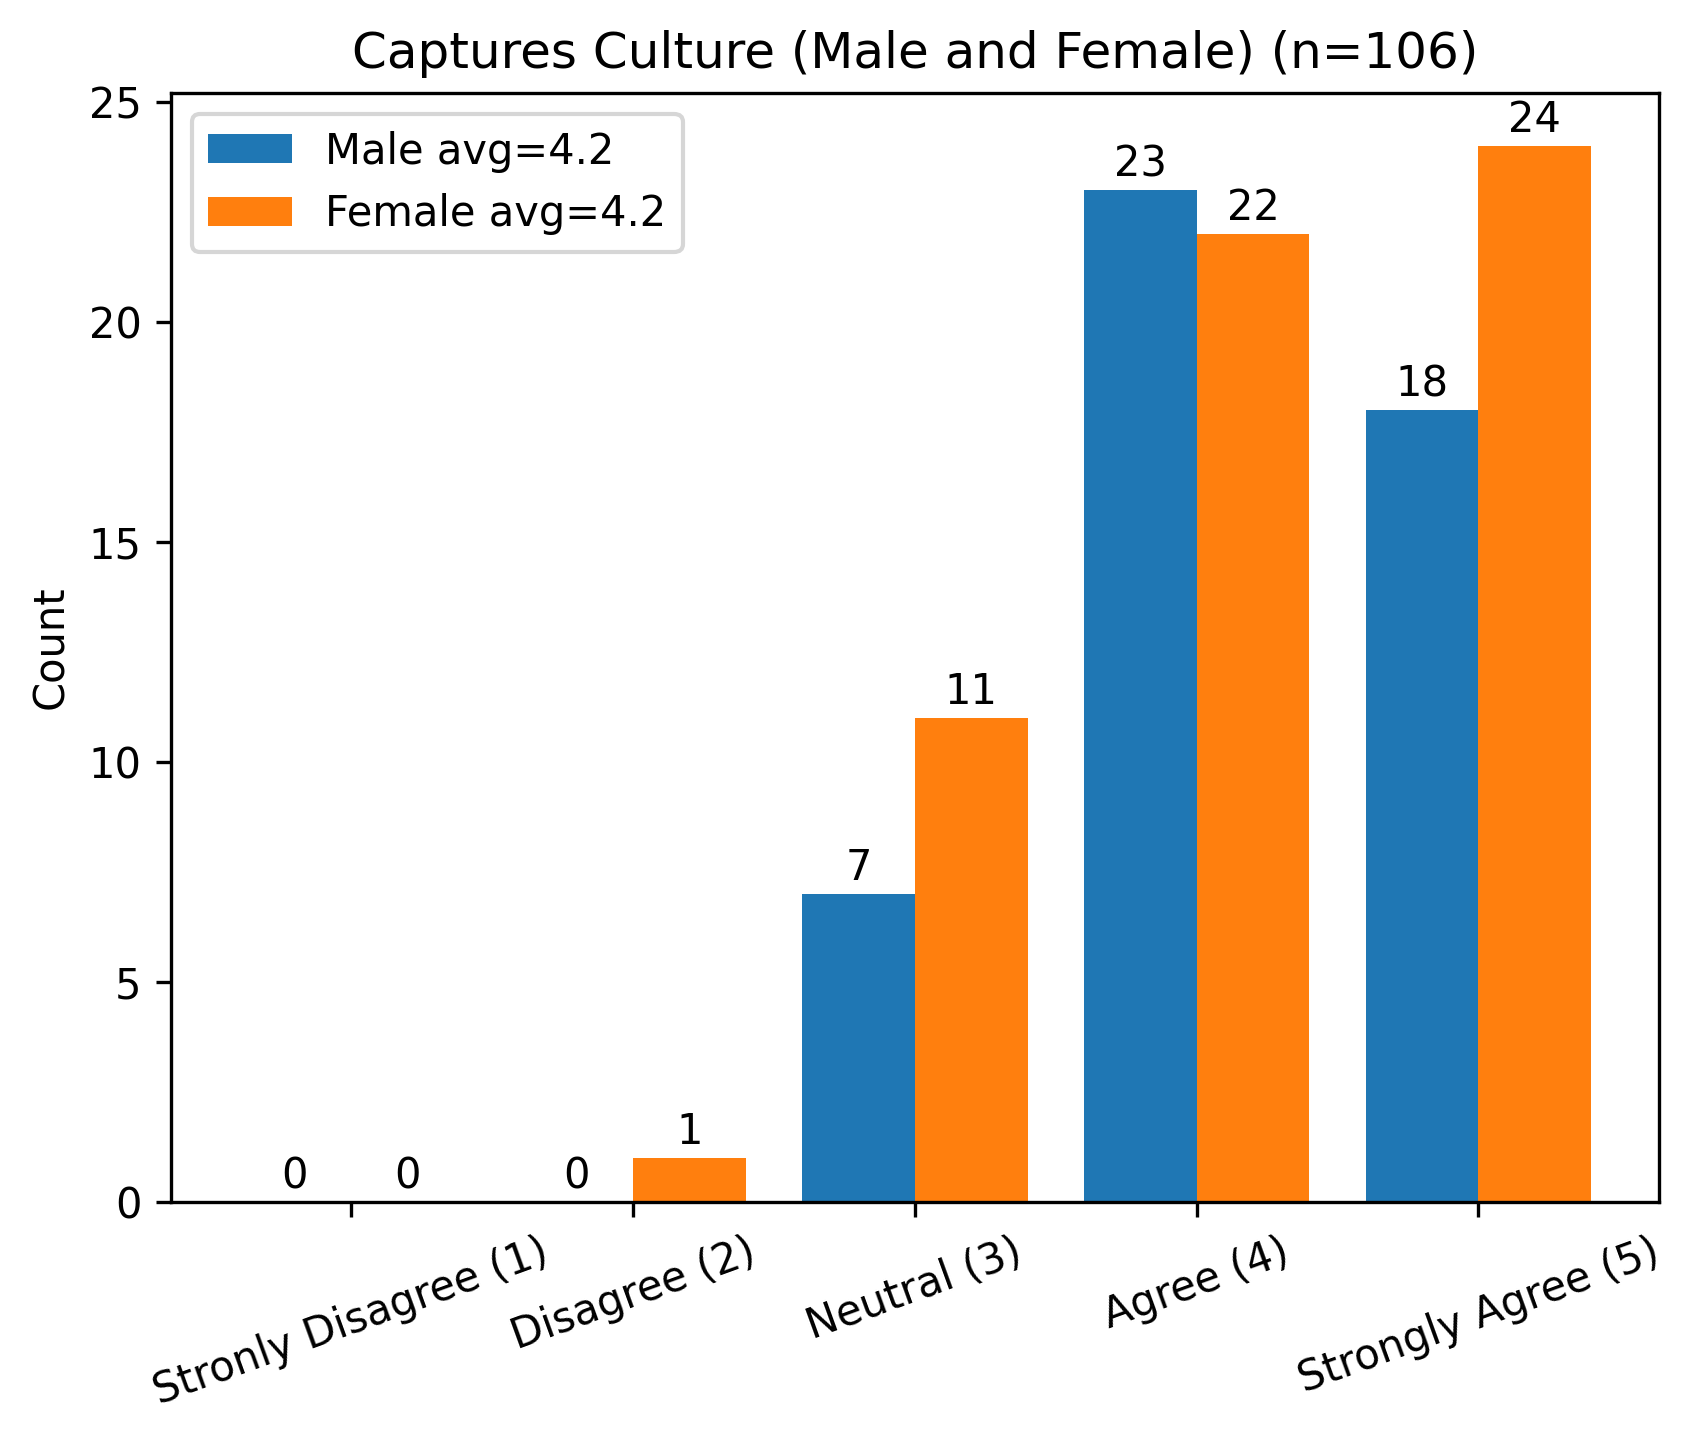 Captures Culture (Male and Female) (n=106)
Male avg=4.2
Female avg=4.2
Count
25
20
15
10
5
0
0
0
0
1
7
11
23
22
18
24
Stronly Disagree (1)
Disagree (2)
Neutral (3)
Agree (4)
Strongly Agree (5)